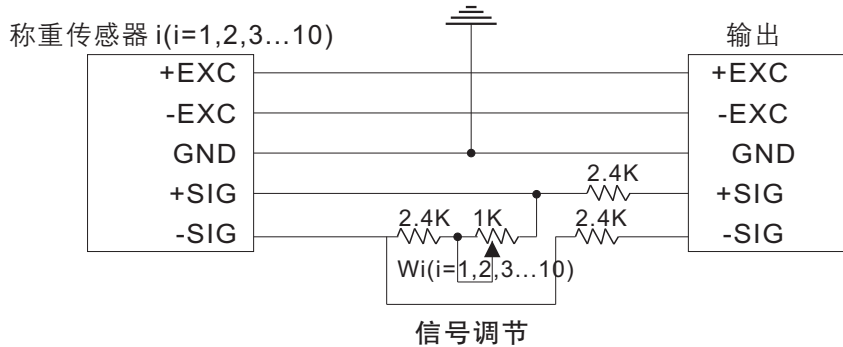 称重传感器 i(i=1,2,3...10)
输出
+EXC
+EXC
-EXC
-EXC
GND
GND
2.4K
+SIG
+SIG
2.4K
1K
2.4K
-SIG
-SIG
Wi(i=1,2,3...10)
信号调节